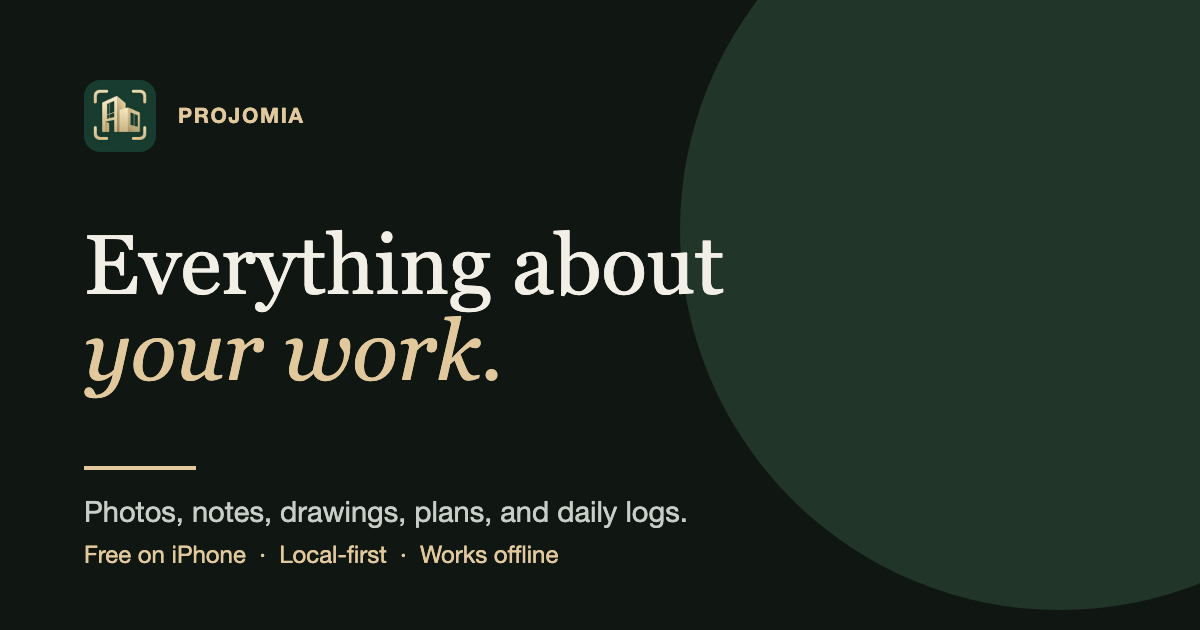 PROJOMIA
Everything about
your work.
Photos, notes, drawings, plans, and daily logs.
Free on iPhone · Local-first · Works offline